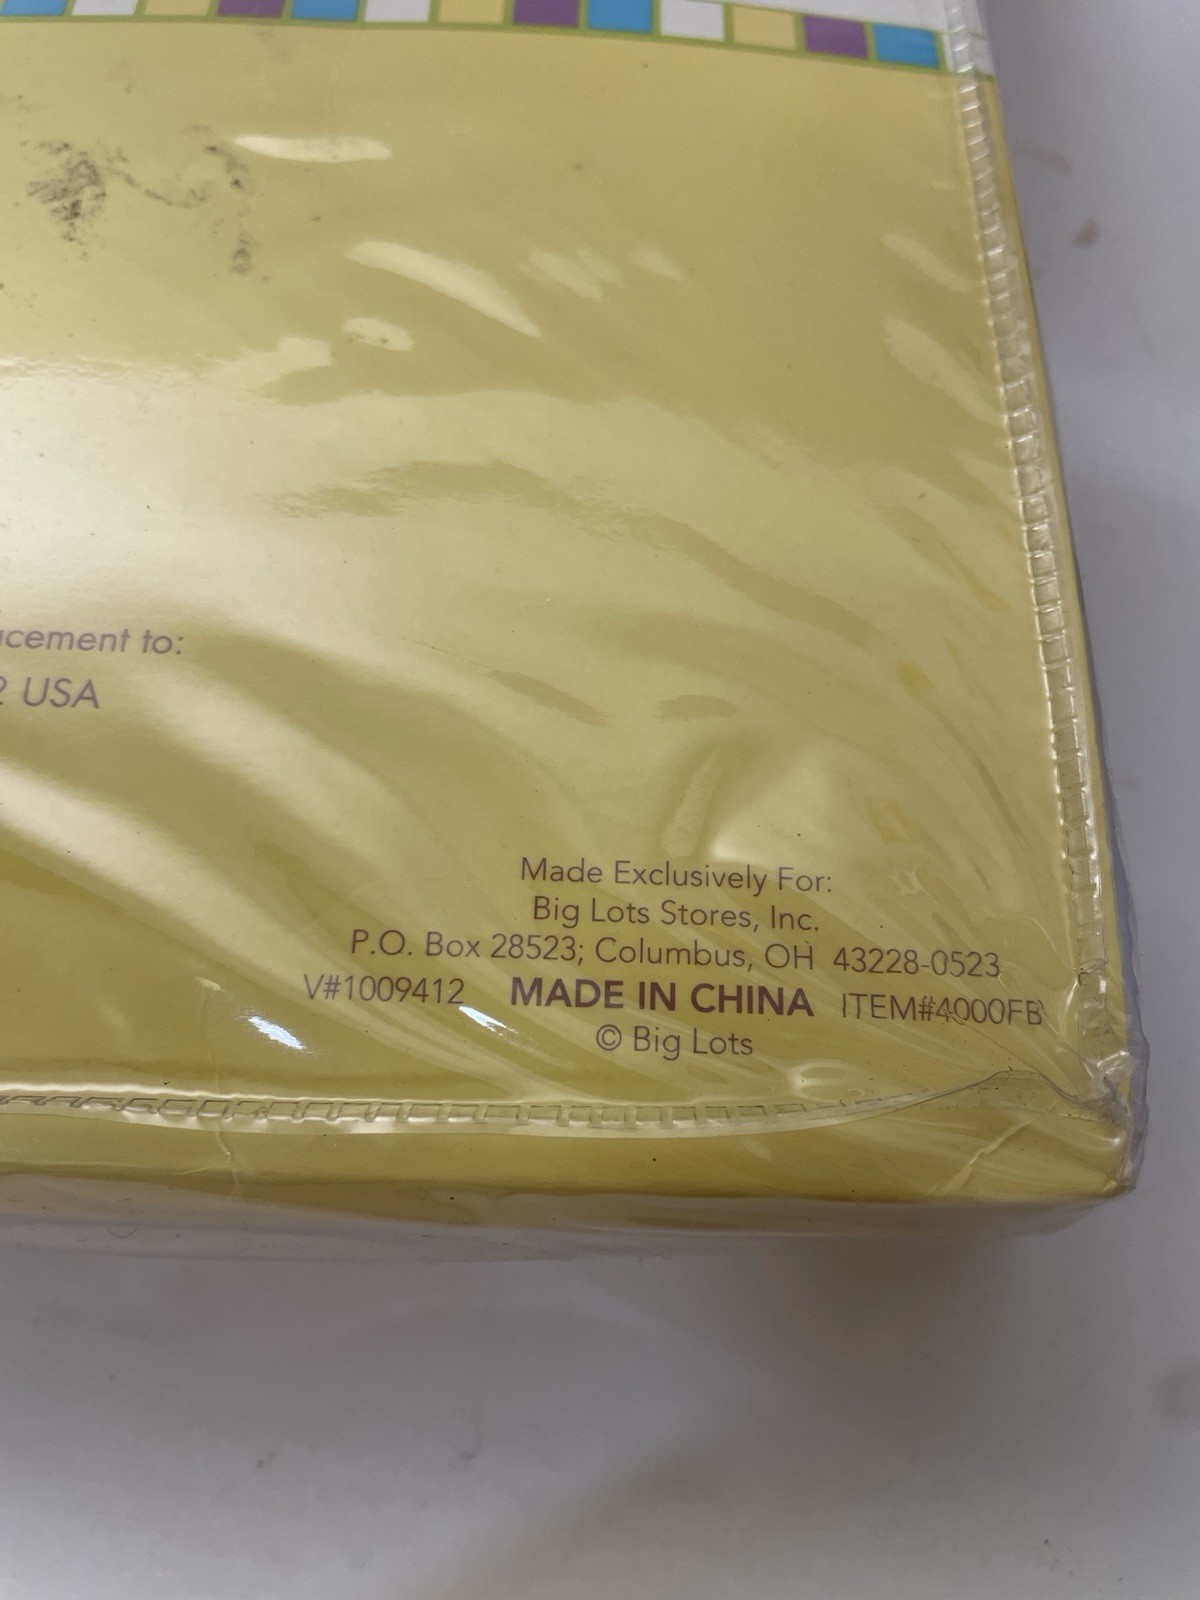 cement to:
2 USA
Made Exclusively For:
Big Lots Stores, Inc.
P.O. Box 28523; Columbus, OH 43228-0523
V#1009412 MADE IN CHINA ITEM#4000FB
© Big Lots